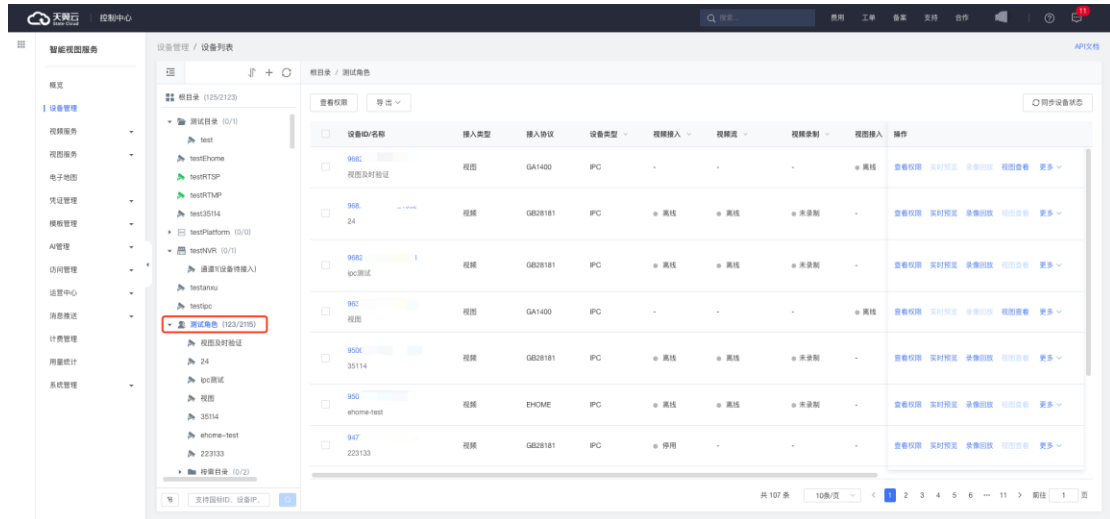 天翼云 控制中心 搜索... 费用 工单 备案 支持 合作 11
智能视图服务
设备管理 / 设备列表 API文档
概览
设备管理
视频服务
视图服务
电子地图
凭证管理
模板管理
AI管理
访问管理
运营中心
消息推送
计费管理
用量统计
系统管理
根目录 (125/2123)
测试目录 (0/1)
test
testEhome
testRTSP
testRTMP
test35114
testPlatform (0/0)
testNVR (0/1)
通道1(设备待接入)
testanxu
testipc
测试角色 (123/2115)
视图及时验证
24
ipc测试
视图
35114
ehome-test
223133
授驱目录 (0/2)
支持国标ID、设备IP、
根目录 / 测试角色
查看权限 导出 同步设备状态
设备ID/名称 接入类型 接入协议 设备类型 视频接入 视频流 视频录制 视图接入 操作
9682 视图 GA1400 IPC - - - 离线 查看权限 实时预览 录像回放 视图查看 更多
视图及时验证
968. 视频 GB28181 IPC 离线 离线 未录制 - 查看权限 实时预览 录像回放 视图查看 更多
24
9682 视频 GB28181 IPC 离线 离线 未录制 - 查看权限 实时预览 录像回放 视图查看 更多
ipc测试
962 视图 GA1400 IPC - - - 离线 查看权限 实时预览 录像回放 视图查看 更多
视图
9506 视频 GB28181 IPC 离线 离线 未录制 - 查看权限 实时预览 录像回放 视图查看 更多
35114
950 视频 EHOME IPC 离线 离线 未录制 - 查看权限 实时预览 录像回放 视图查看 更多
ehome-test
947 视频 GB28181 IPC 停用 - - - 查看权限 实时预览 录像回放 视图查看 更多
223133
共 107 条 10条/页 1 2 3 4 5 6 ... 11 前往 1 页